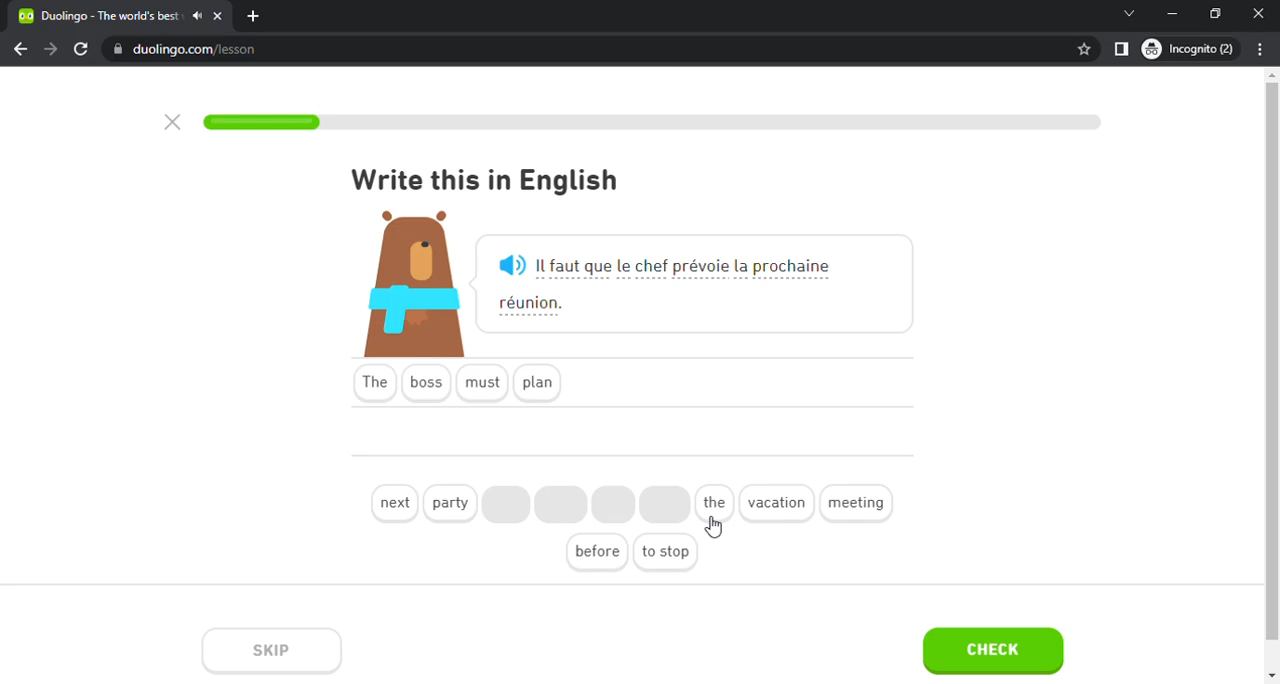 Duolingo - The world's best
duolingo.com/lesson
Incognito (2)
Write this in English
Il faut que le chef prévoie la prochaine
réunion.
The boss must plan
next party the vacation meeting
before to stop
SKIP
CHECK